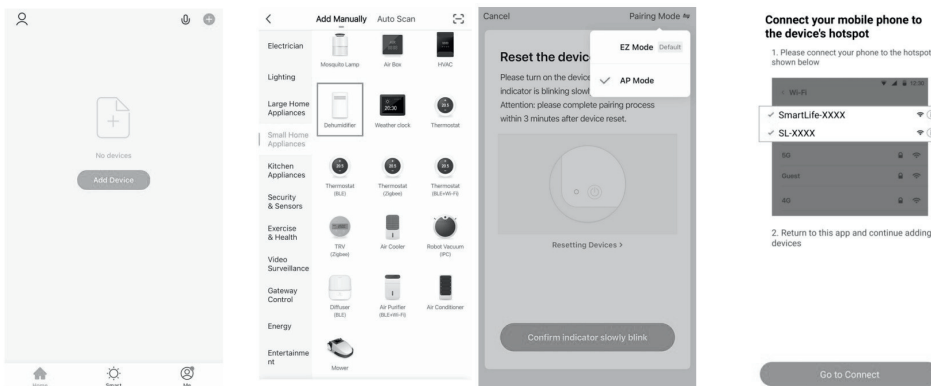 No devices
Add Device
Home
Smart
Me
Add Manually Auto Scan
Electrician
Lighting
Large Home
Appliances
Small Home
Appliances
Kitchen
Appliances
Security
& Sensors
Exercise
& Health
Video
Surveillance
Gateway
Control
Energy
Entertainme
nt
Mosquito Lamp
Air Box
HVAC
Dehumidifier
Weather clock
Thermostat
Thermostat
(BLE)
Thermostat
(Zigbee)
Thermostat
(BLE+Wi-Fi)
TRV
(Zigbee)
Air Cooler
Robot Vacuum
(IPC)
Diffuser
(BLE)
Air Purifier
(BLE+Wi-Fi)
Air Conditioner
Mower
20:30
Cancel
Pairing Mode
EZ Mode Default
AP Mode
Reset the devic
Please turn on the device
indicator is blinking slowl
Attention: please complete pairing process
within 3 minutes after device reset.
Resetting Devices >
Confirm indicator slowly blink
Connect your mobile phone to
the device's hotspot
1. Please connect your phone to the hotspot
shown below
12:30
Wi-Fi
SmartLife-XXXX
SL-XXXX
5G
Guest
4G
2. Return to this app and continue adding
devices
Go to Connect